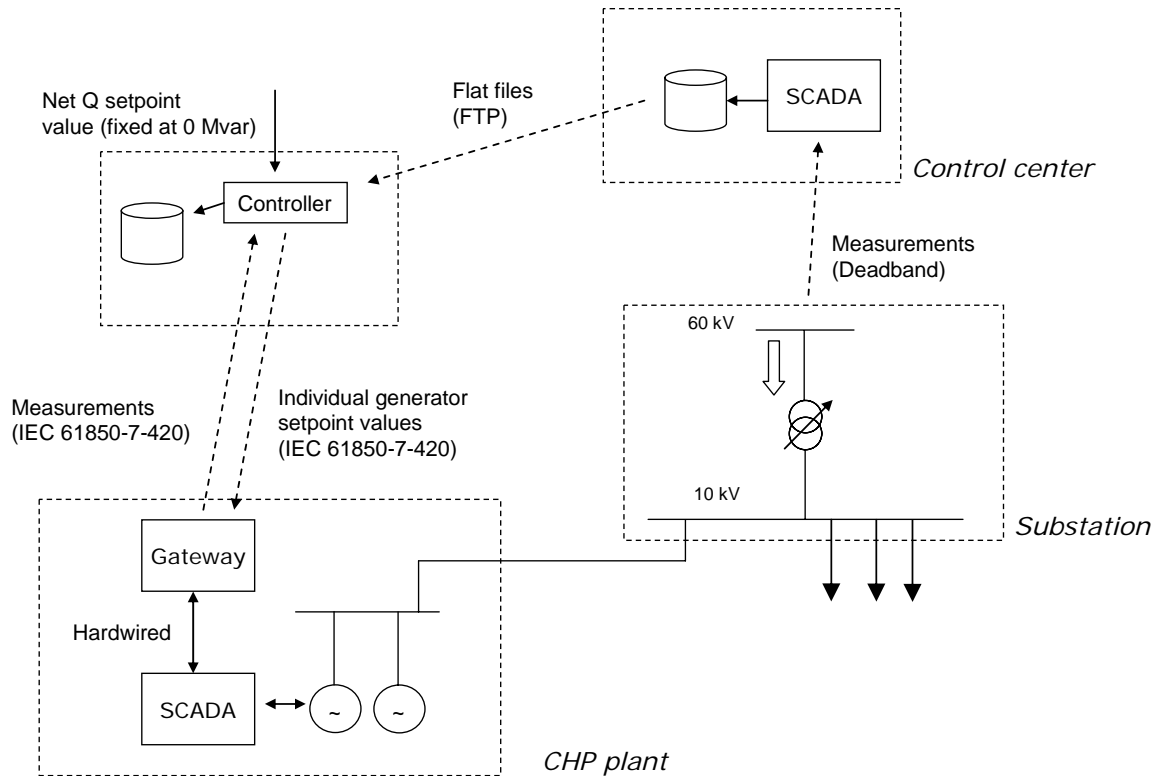 Net Q setpoint
value (fixed at 0 Mvar)
Controller
Flat files
(FTP)
SCADA
Control center
Measurements
(Deadband)
60 kV
10 kV
Substation
Measurements
(IEC 61850-7-420)
Individual generator
setpoint values
(IEC 61850-7-420)
Gateway
Hardwired
SCADA
~
~
CHP plant